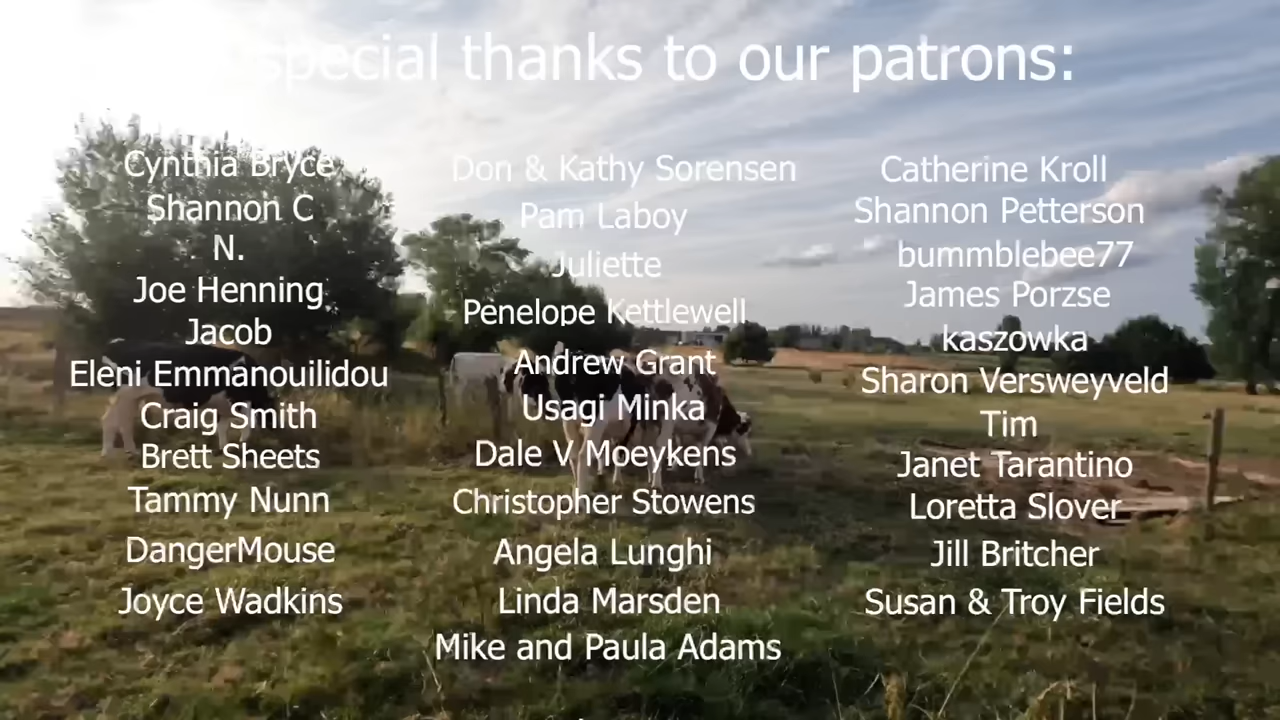 special thanks to our patrons:
Cynthia Bryce
Shannon C
N.
Joe Henning
Jacob
Eleni Emmanouilidou
Craig Smith
Brett Sheets
Tammy Nunn
DangerMouse
Joyce Wadkins
Don & Kathy Sorensen
Pam Laboy
Juliette
Penelope Kettlewell
Andrew Grant
Usagi Minka
Dale V Moeykens
Christopher Stowens
Angela Lunghi
Linda Marsden
Mike and Paula Adams
Catherine Kroll
Shannon Petterson
bummblebee77
James Porzse
kaszowka
Sharon Versweyveld
Tim
Janet Tarantino
Loretta Slover
Jill Britcher
Susan & Troy Fields